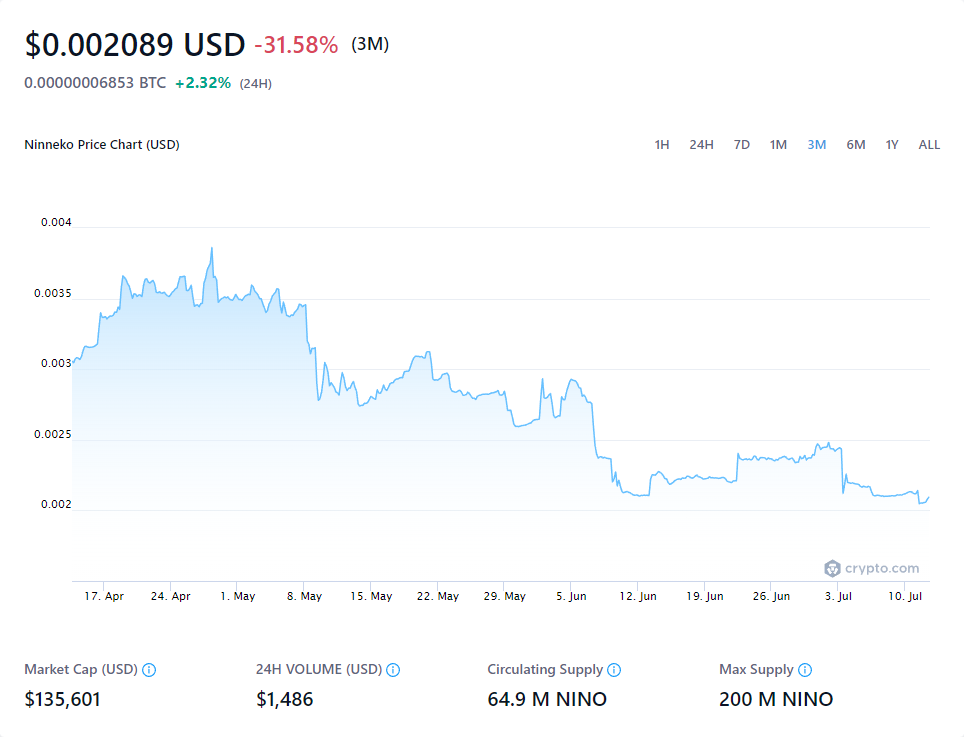 $0.002089 USD -31.58% (3M)
0.00000006853 BTC +2.32% (24H)
Ninneko Price Chart (USD) 1H 24H 7D 1M 3M 6M 1Y ALL
0.004
0.0035
0.003
0.0025
0.002
crypto.com
17. Apr 24. Apr 1. May 8. May 15. May 22. May 29. May 5. Jun 12. Jun 19. Jun 26. Jun 3. Jul 10. Jul
Market Cap (USD) 24H VOLUME (USD) Circulating Supply Max Supply
$135,601 $1,486 64.9 M NINO 200 M NINO